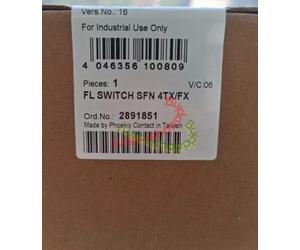 Vers.No.: 16
For Industrial Use Only
4 046356 100809
Pieces: 1 V/C:06
FL SWITCH SFN 4TX/FX
Ord.No.: 2891851
Made by Phoenix Contact in Taiwan